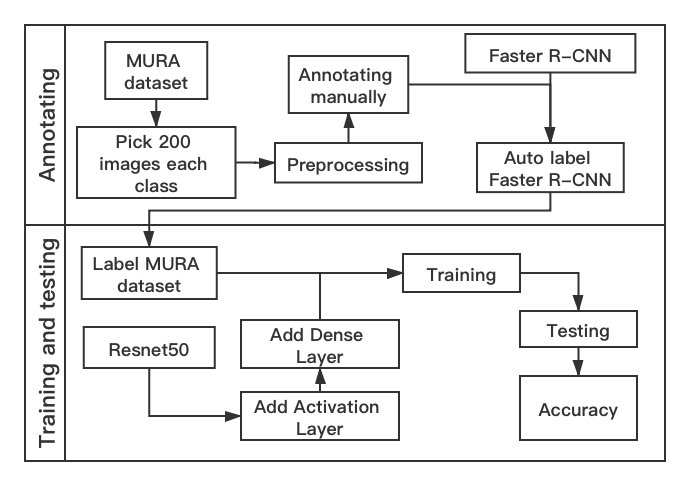 Annotating
MURA
dataset
Pick 200
images each
class
Preprocessing
Annotating
manually
Faster R–CNN
Auto label
Faster R–CNN
Training and testing
Label MURA
dataset
Resnet50
Add Activation
Layer
Add Dense
Layer
Training
Testing
Accuracy